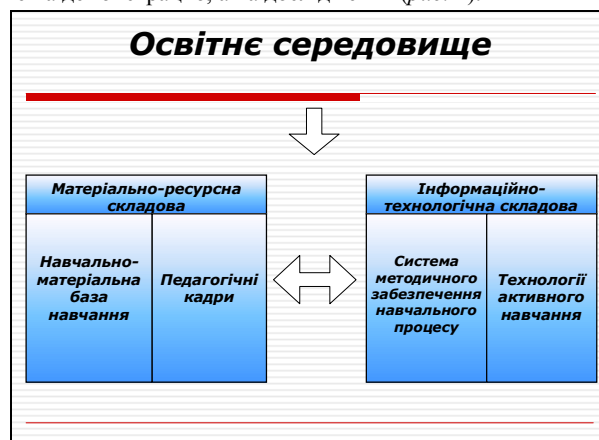 Освітнє середовище
Матеріально-ресурсна
складова
Навчально-
матеріальна
база
навчання
Педагогічні
кадри
Інформаційно-
технологічна складова
Система
методичного
забезпечення
навчального
процесу
Технології
активного
навчання